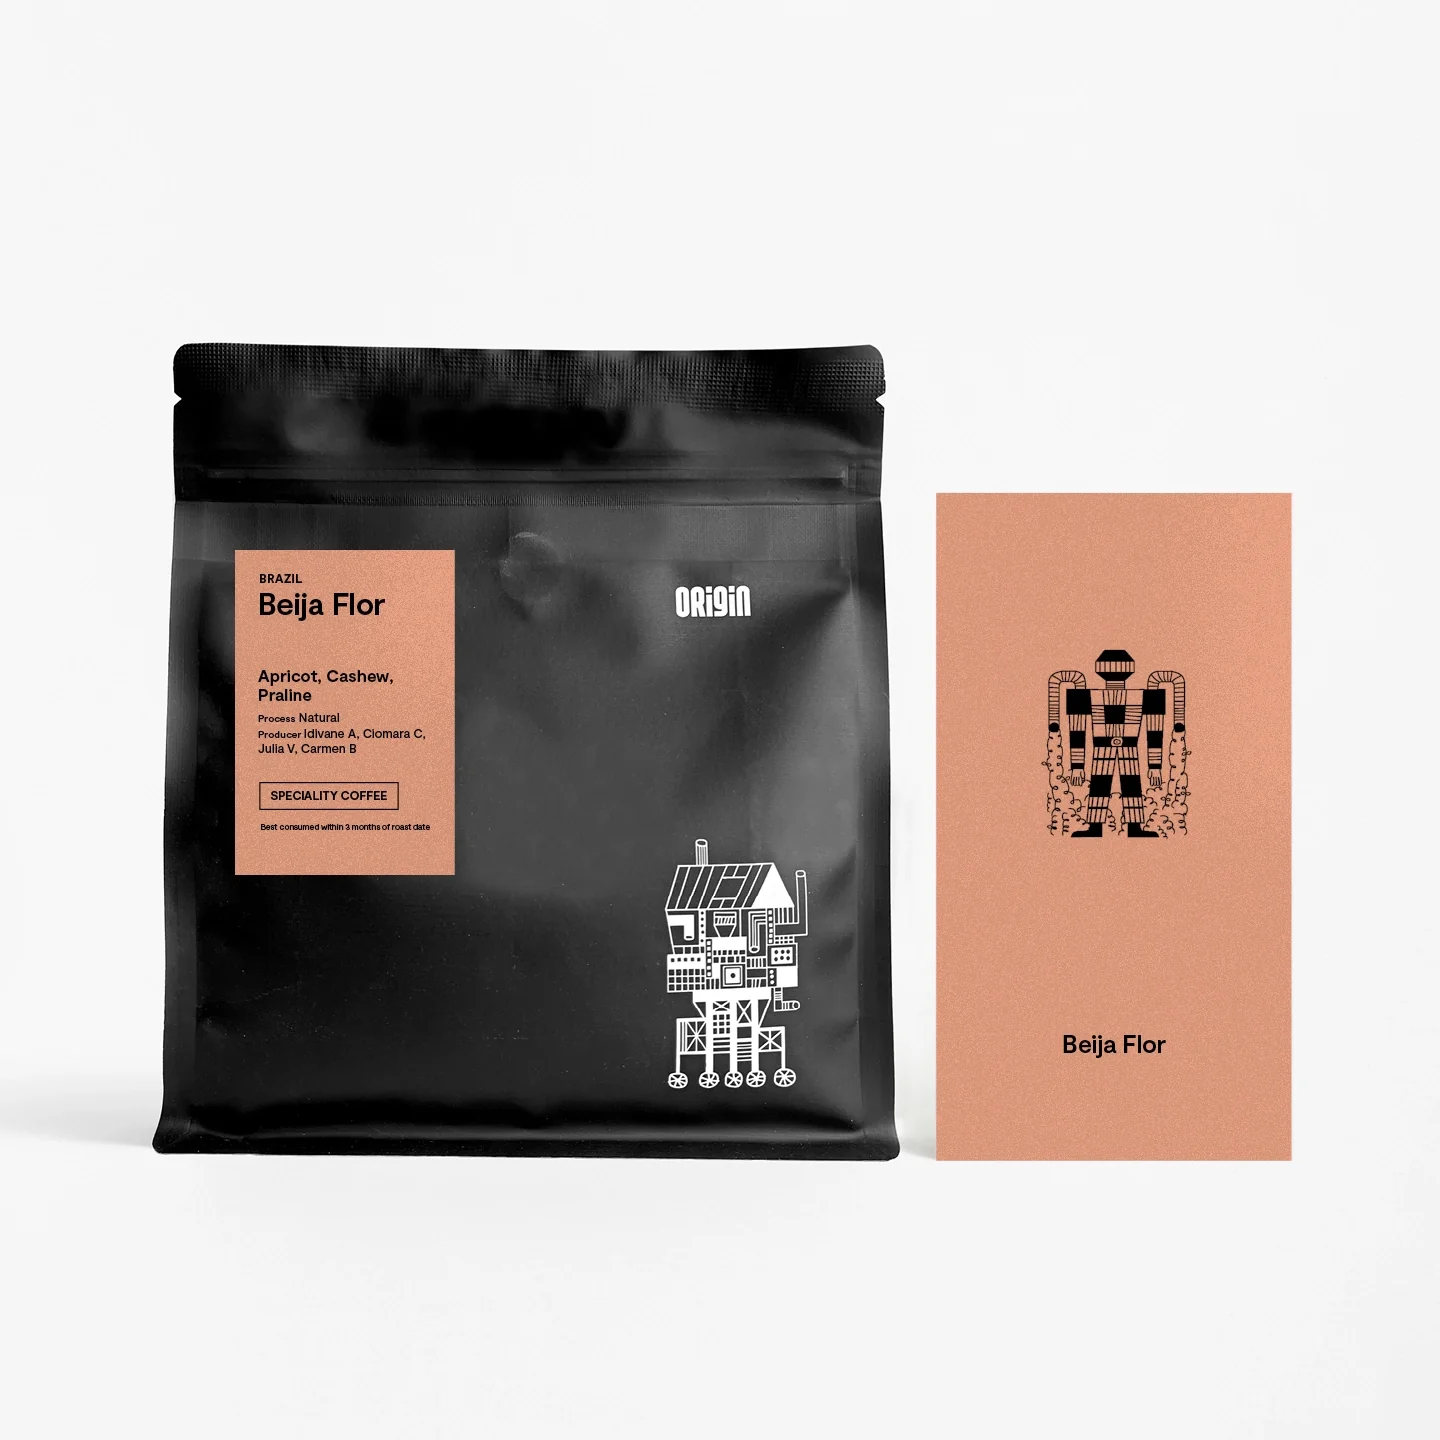 BRAZIL
Beija Flor
Apricot, Cashew,
Praline
Process Natural
Producer Idivane A, Ciomara C,
Julia V, Carmen B
SPECIALITY COFFEE
Best consumed within 3 months of roast date
ORiGiN
Beija Flor